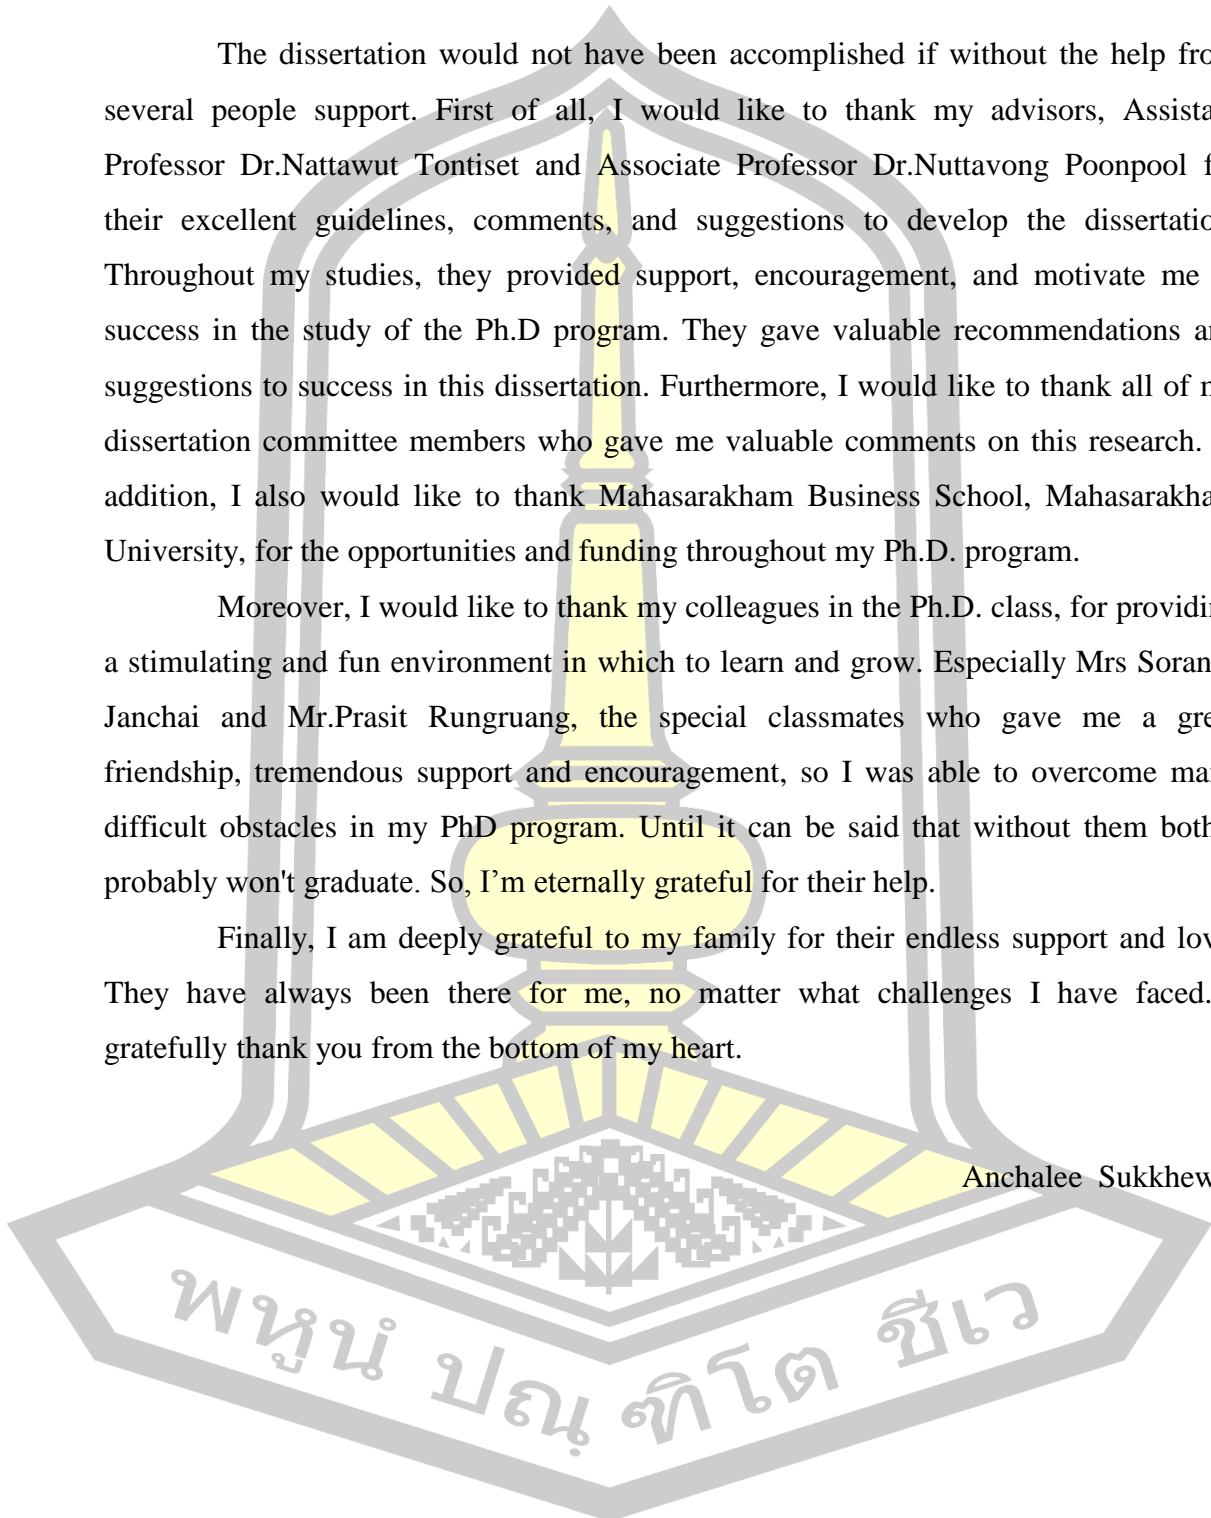 The dissertation would not have been accomplished if without the help fro
several people support. First of all, I would like to thank my advisors, Assista
Professor Dr.Nattawut Tontiset and Associate Professor Dr.Nuttavong Poonpool f
their excellent guidelines, comments, and suggestions to develop the dissertatio
Throughout my studies, they provided support, encouragement, and motivate me
success in the study of the Ph.D program. They gave valuable recommendations an
suggestions to success in this dissertation. Furthermore, I would like to thank all of m
dissertation committee members who gave me valuable comments on this research.
addition, I also would like to thank Mahasarakham Business School, Mahasarakha
University, for the opportunities and funding throughout my Ph.D. program.
Moreover, I would like to thank my colleagues in the Ph.D. class, for providin
a stimulating and fun environment in which to learn and grow. Especially Mrs Soran
Janchai and Mr.Prasit Rungruang, the special classmates who gave me a gre
friendship, tremendous support and encouragement, so I was able to overcome man
difficult obstacles in my PhD program. Until it can be said that without them both
probably won't graduate. So, I’m eternally grateful for their help.
Finally, I am deeply grateful to my family for their endless support and lov
They have always been there for me, no matter what challenges I have faced.
gratefully thank you from the bottom of my heart.
Anchalee Sukkhew
พหูนํ ปณฺฑิโต ชีเว